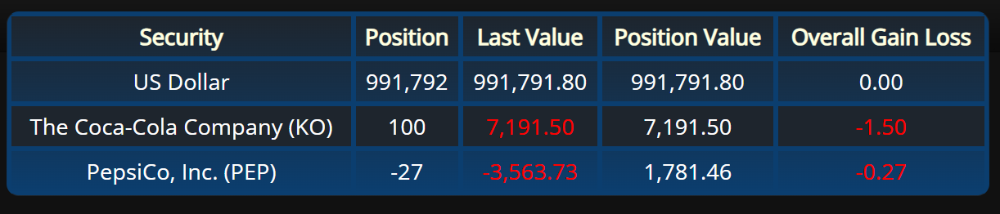 Security Position Last Value Position Value Overall Gain Loss
US Dollar 991,792 991,791.80 991,791.80 0.00
The Coca-Cola Company (KO) 100 7,191.50 7,191.50 -1.50
PepsiCo, Inc. (PEP) -27 -3,563.73 1,781.46 -0.27